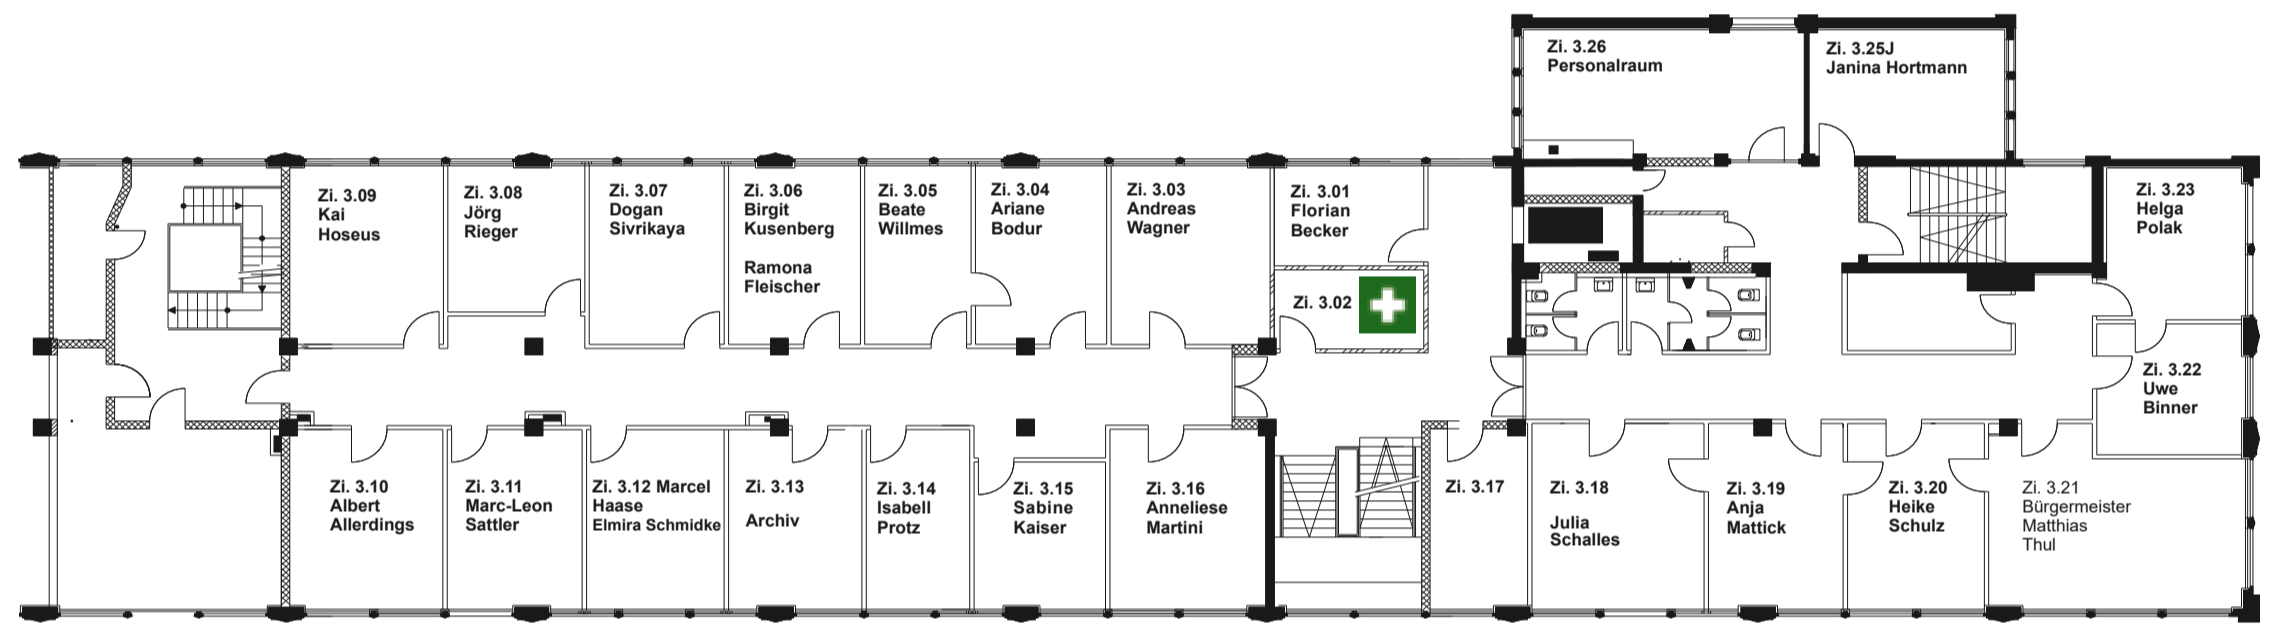 Zi. 3.26
Personalraum
Zi. 3.25J
Janina Hortmann
Zi. 3.09
Kai
Hoseus
Zi. 3.08
Jörg
Rieger
Zi. 3.07
Dogan
Sivrikaya
Zi. 3.06
Birgit
Kusenberg
Ramona
Fleischer
Zi. 3.05
Beate
Willmes
Zi. 3.04
Ariane
Bodur
Zi. 3.03
Andreas
Wagner
Zi. 3.01
Florian
Becker
Zi. 3.02
Zi. 3.23
Helga
Polak
Zi. 3.22
Uwe
Binner
Zi. 3.10
Albert
Allerdings
Zi. 3.11
Marc-Leon
Sattler
Zi. 3.12 Marcel
Haase
Elmira Schmidke
Zi. 3.13
Archiv
Zi. 3.14
Isabell
Protz
Zi. 3.15
Sabine
Kaiser
Zi. 3.16
Anneliese
Martini
Zi. 3.17
Zi. 3.18
Julia
Schalles
Zi. 3.19
Anja
Mattick
Zi. 3.20
Heike
Schulz
Zi. 3.21
Bürgermeister
Matthias
Thul